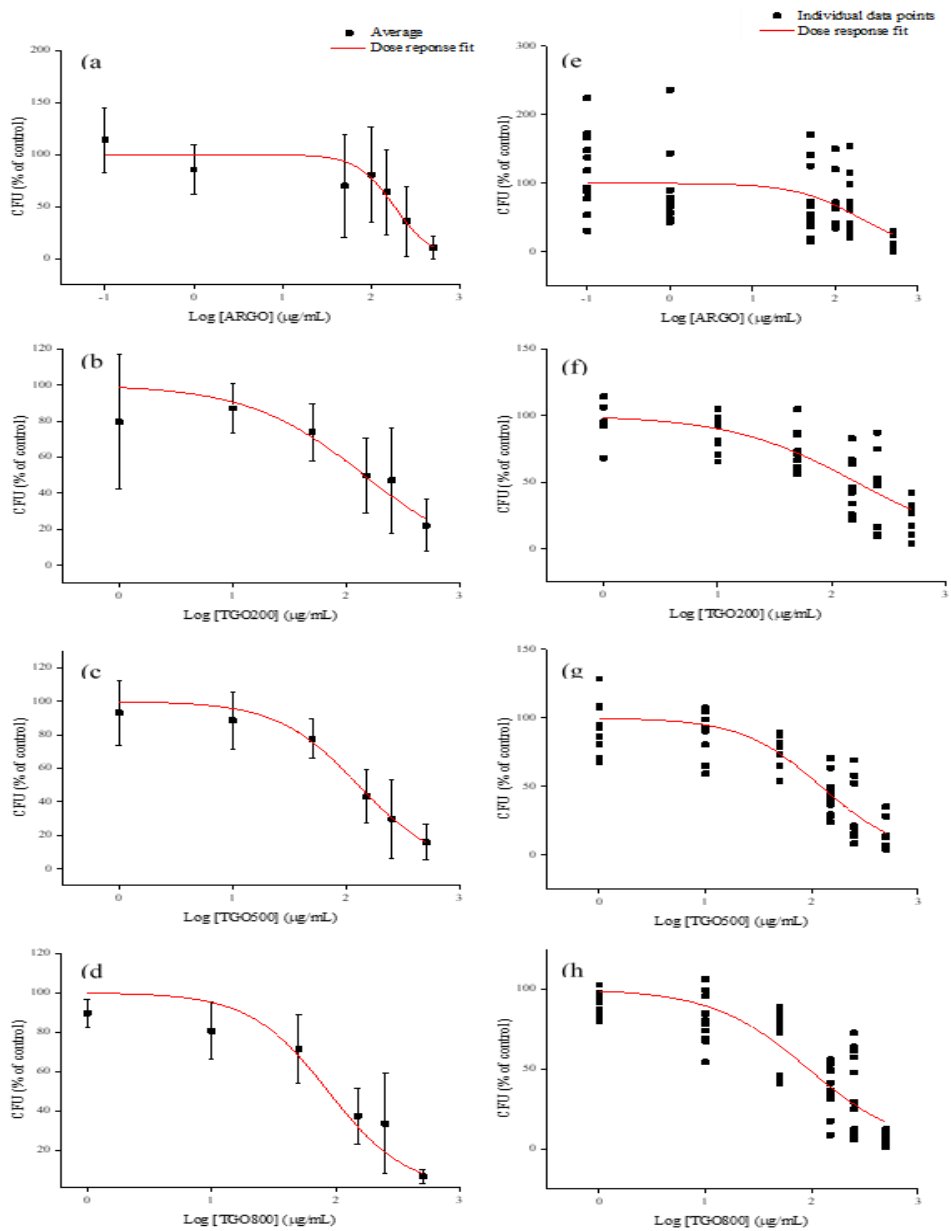 Average
Dose reponse fit
Individual data points
Dose response fit
(a
200
150
100
50
0
CFU (% of control)
-1
0
1
2
3
Log [ARGO] (µg/mL)
(e
300
200
100
0
CFU (% of control)
-1
0
1
2
3
Log [ARGO] (µg/mL)
(b)
120
100
80
60
40
20
0
CFU (% of control)
0
1
2
3
Log [TGO200] (µg/mL)
(f)
150
100
50
0
CFU (% of control)
0
1
2
3
Log [TGO200] (µg/mL)
(c
120
100
80
60
40
20
0
CFU (% of control)
0
1
2
3
Log [TGO500] (µg/mL)
(g
150
100
50
0
CFU (% of control)
0
1
2
3
Log [TGO500] (µg/mL)
(d
120
100
80
60
40
20
CFU (% of control)
0
1
2
3
Log [TGO800] (µg/mL)
(h
100
50
0
CFU (% of control)
0
1
2
3
Log [TGO800] (µg/mL)